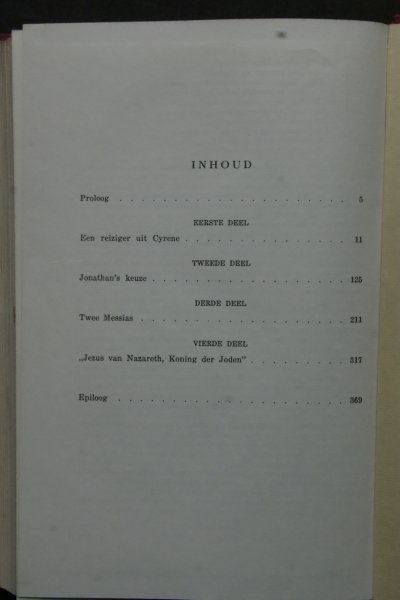 INHOUD
Proloog . . . . . . . . . . . . . . . . . . . . . 5
EERSTE DEEL
Een reiziger uit Cyrene . . . . . . . . . . . . . . . 11
TWEEDE DEEL
Jonathan's keuze . . . . . . . . . . . . . . . . . . 125
DERDE DEEL
Twee Messias . . . . . . . . . . . . . . . . . . . 211
VIERDE DEEL
„Jezus van Nazareth, Koning der Joden" . . . . . . . . . 317
Epiloog . . . . . . . . . . . . . . . . . . . . . 369